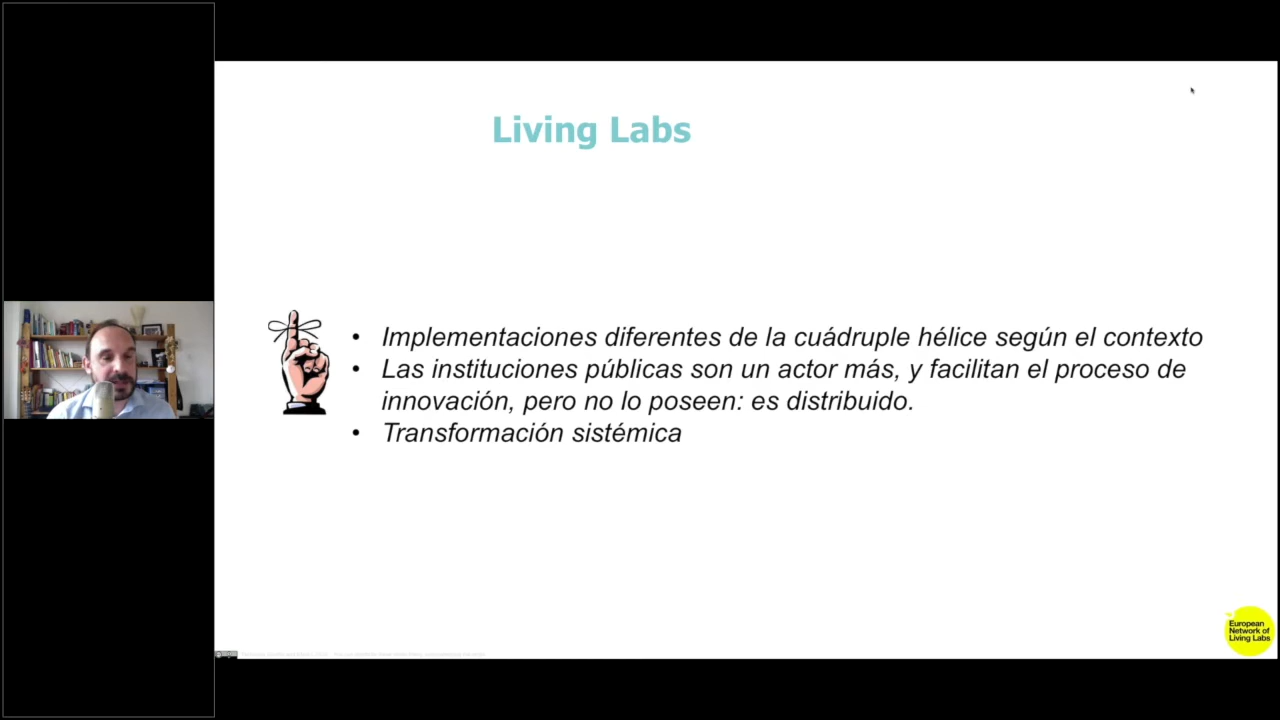 Living Labs
• Implementaciones diferentes de la cuádruple hélice según el contexto
• Las instituciones públicas son un actor más, y facilitan el proceso de
innovación, pero no lo poseen: es distribuido.
• Transformación sistémica
European
Network of
Living Labs